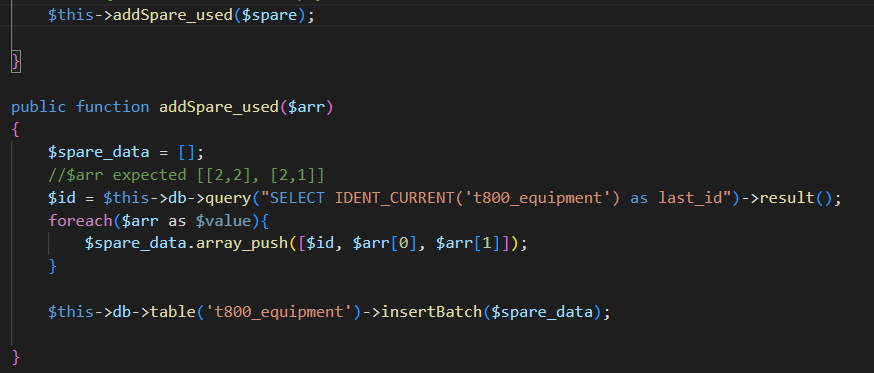 $this->addSpare_used($spare);
}
public function addSpare_used($arr)
{
$spare_data = [];
//$arr expected [[2,2], [2,1]]
$id = $this->db->query("SELECT IDENT_CURRENT('t800_equipment') as last_id")->result();
foreach($arr as $value){
$spare_data.array_push([$id, $arr[0], $arr[1]]);
}
$this->db->table('t800_equipment')->insertBatch($spare_data);
}